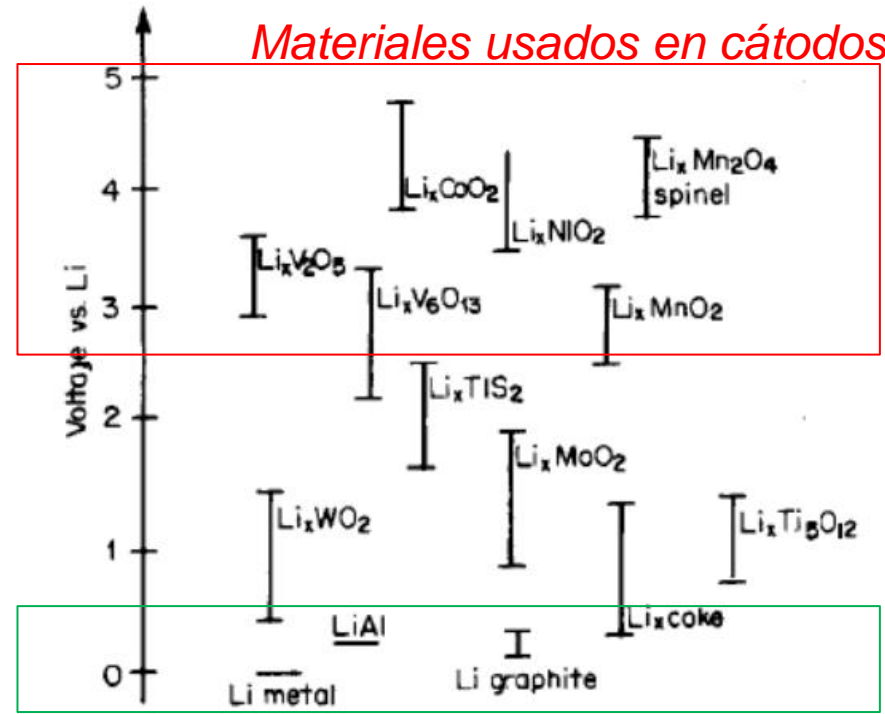 Materiales usados en cátodos
Voltaje vs. Li
5
4
3
2
1
0
LiₓCoO₂
LiₓMn₂O₄
spinel
LiₓNIO₂
LiₓV₂O₅
LiₓV₆O₁₃
LiₓMnO₂
LiₓTIS₂
LiₓMoO₂
LiₓWO₂
LiₓTi₅O₁₂
Liₓcoke
LiAl
Li graphite
Li metal